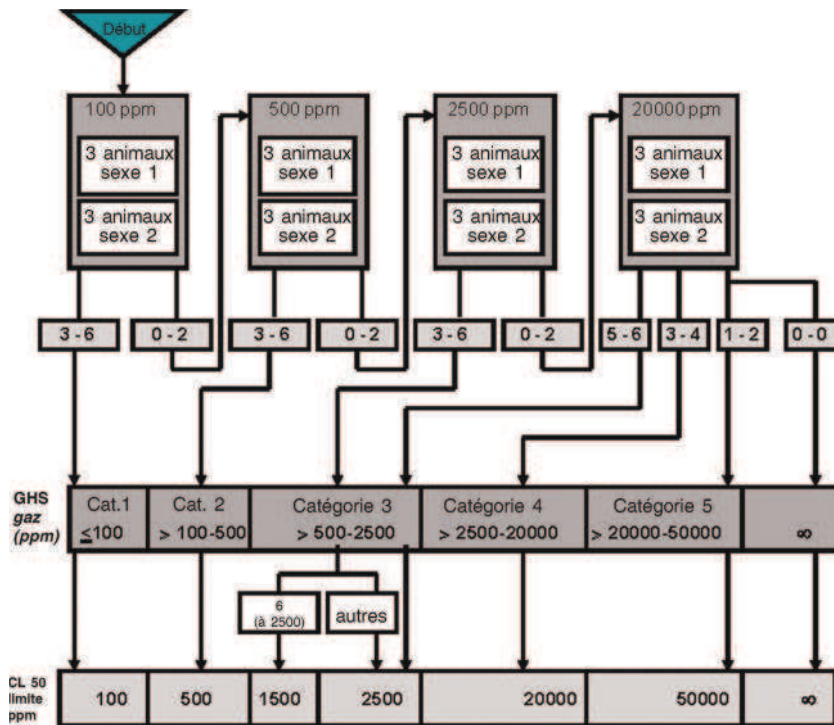 Début
100 ppm
500 ppm
2500 ppm
20000 ppm
3 animaux
sexe 1
3 animaux
sexe 1
3 animaux
sexe 1
3 animaux
sexe 1
3 animaux
sexe 2
3 animaux
sexe 2
3 animaux
sexe 2
3 animaux
sexe 2
3 - 6
0 - 2
3 - 6
0 - 2
3 - 6
0 - 2
5 - 6
3 - 4
1 - 2
0 - 0
GHS
gaz
(ppm)
Cat.1
≤100
Cat. 2
> 100-500
Catégorie 3
> 500-2500
Catégorie 4
> 2500-20000
Catégorie 5
> 20000-50000
∞
6
(à 2500)
autres
CL 50
limite
ppm
100
500
1500
2500
20000
50000
∞